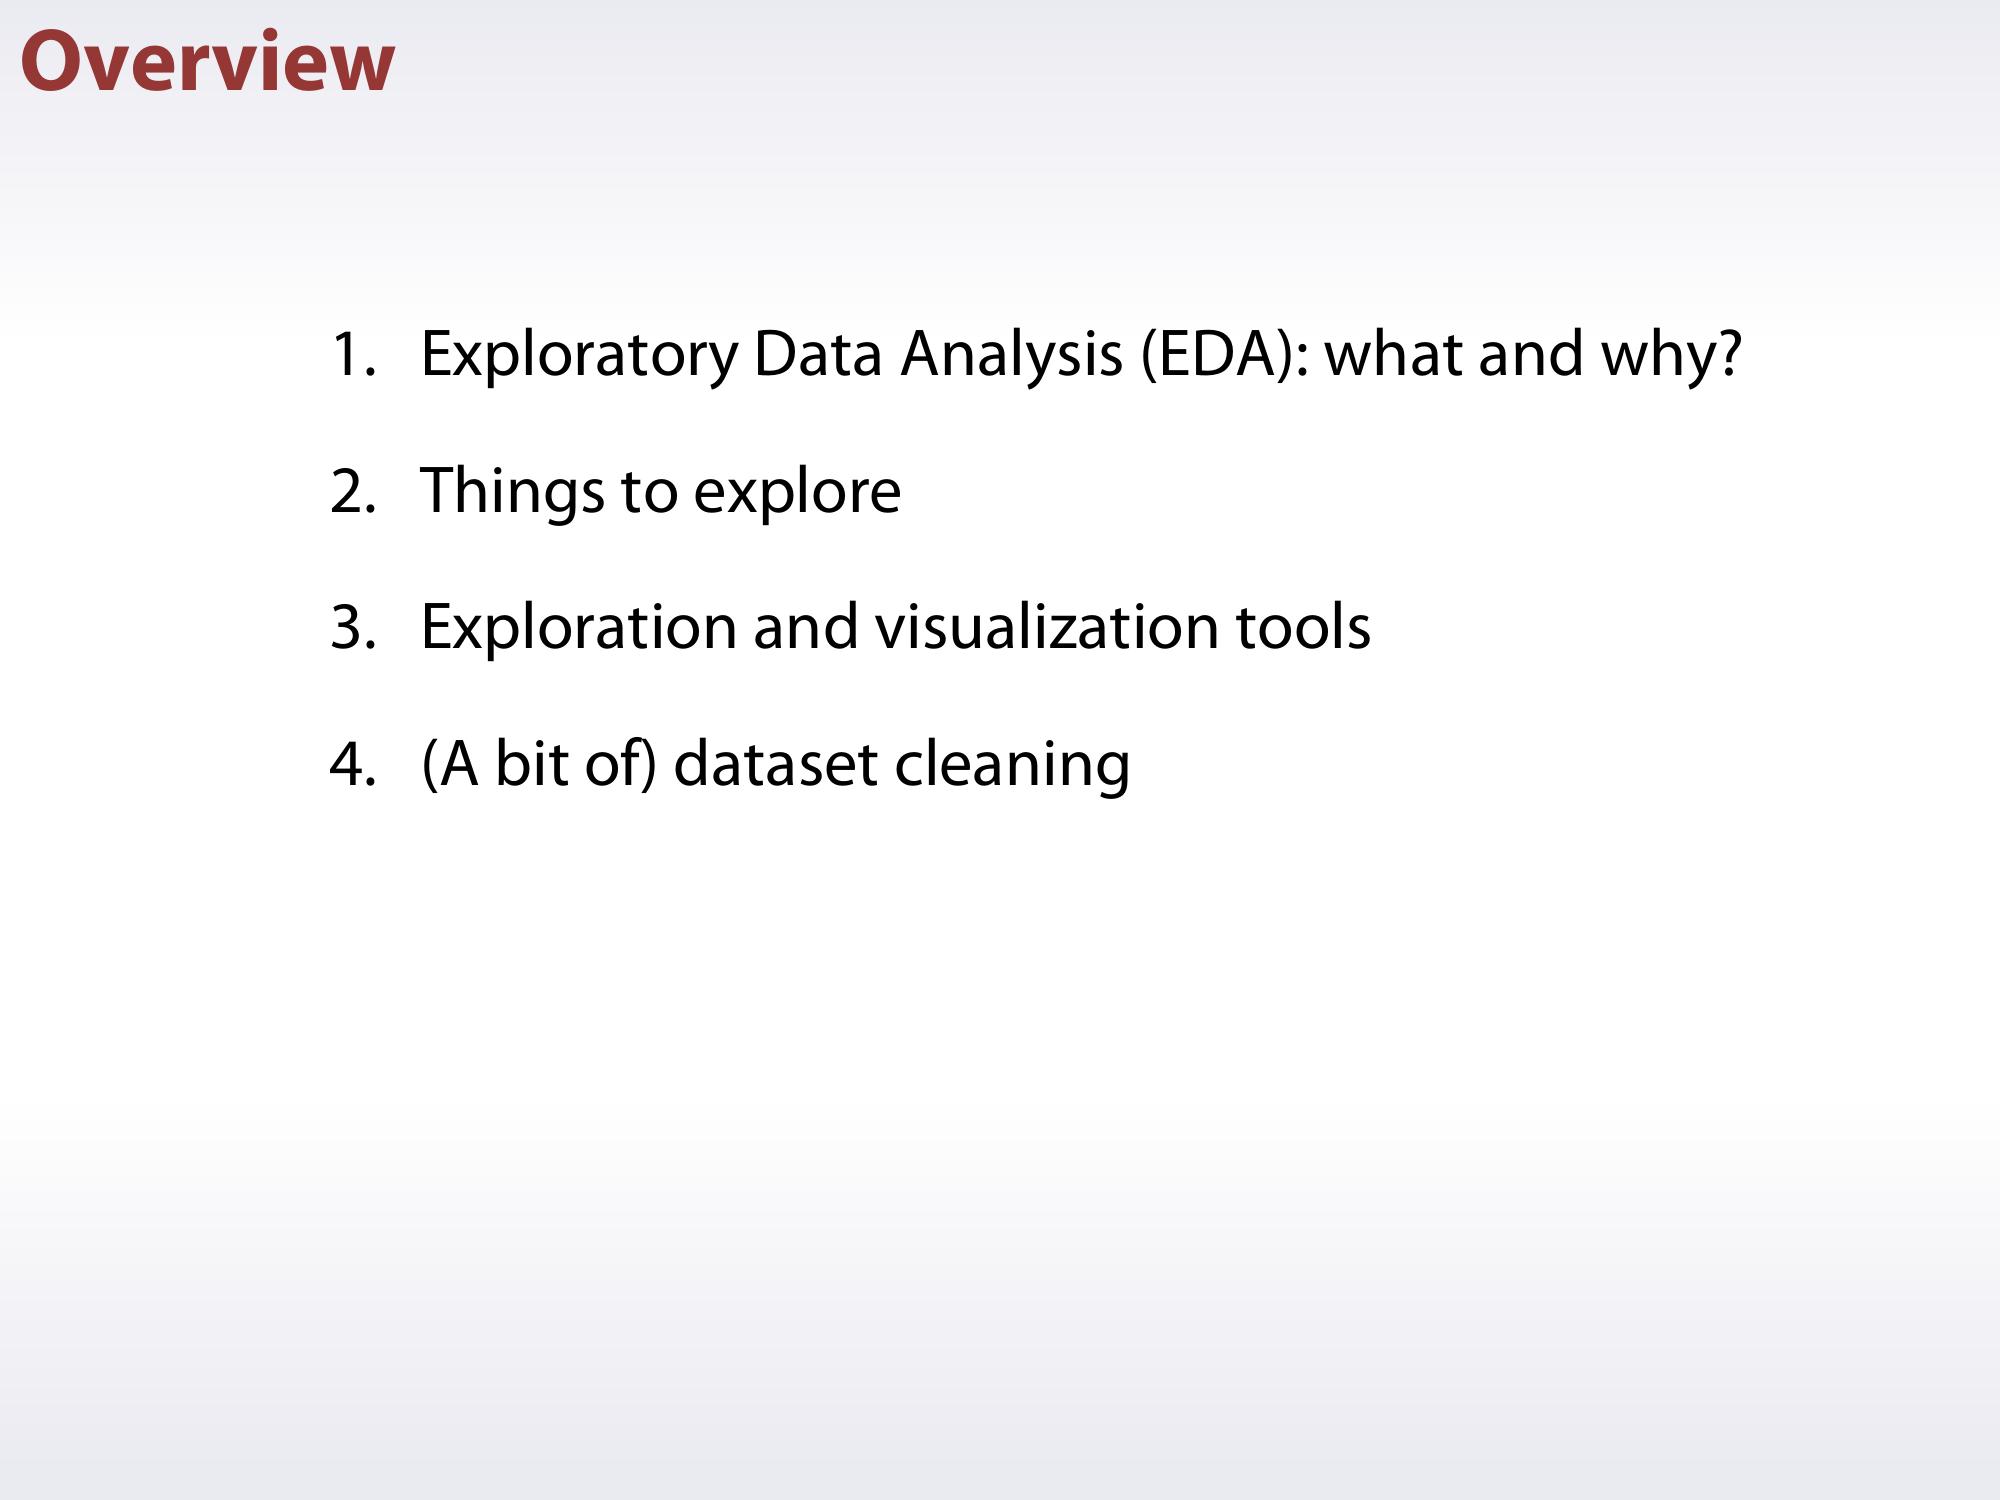 Overview
1. Exploratory Data Analysis (EDA): what and why?
2. Things to explore
3. Exploration and visualization tools
4. (A bit of) dataset cleaning